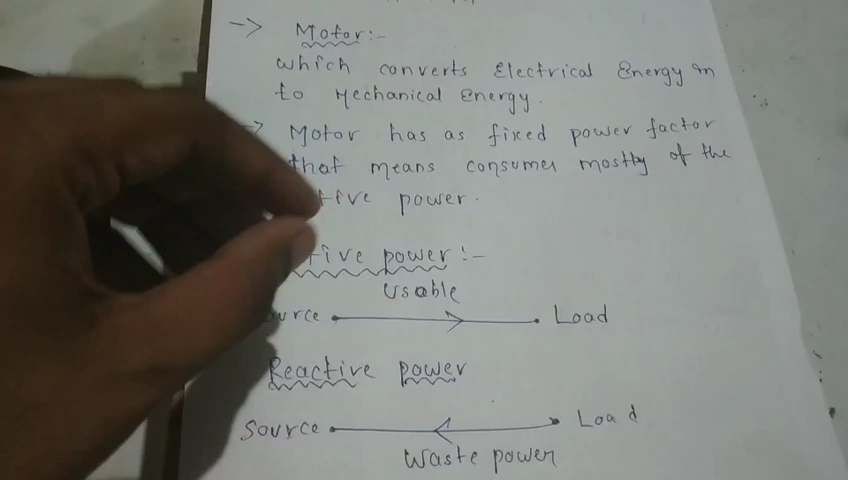 -> Motor:-
which converts Electrical Energy in
to Mechanical Energy.
Motor has as fixed power factor
that means consumes mostly of the
power.
power:-
Usable
Load
Reactive power
Source Load
Waste power